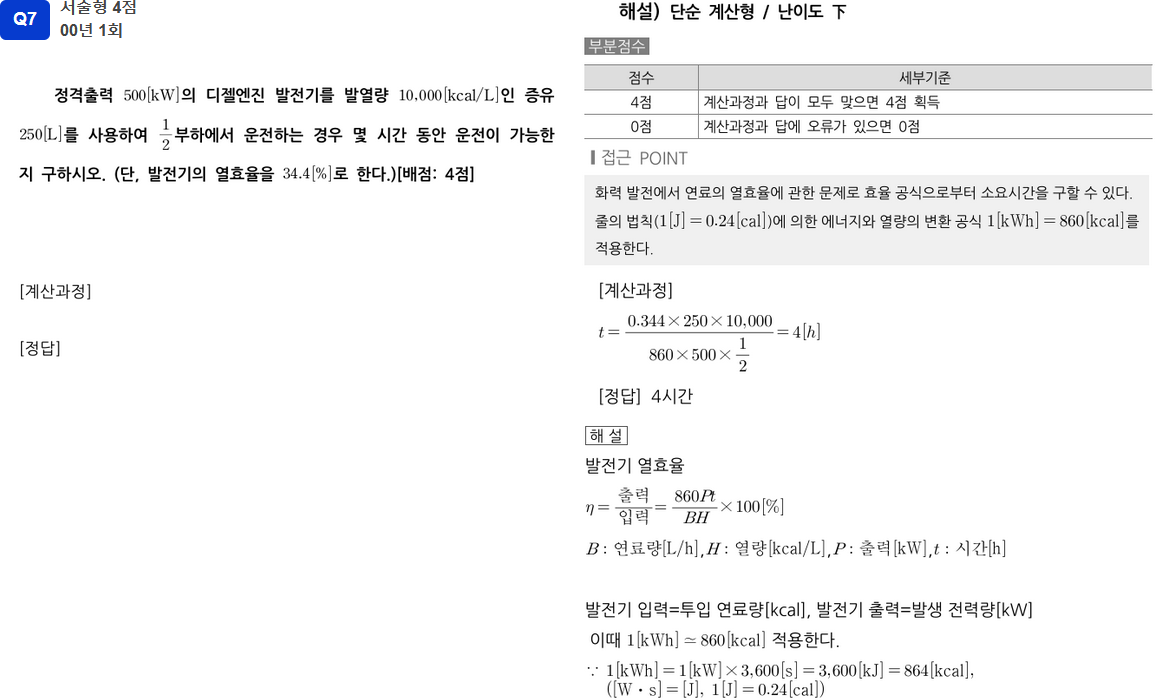 Q7
서술형 4점
00년 1회
정격출력 500[kW]의 디젤엔진 발전기를 발열량 10,000[kcal/L]인 증유
250[L]를 사용하여 1/2부하에서 운전하는 경우 몇 시간 동안 운전이 가능한
지 구하시오. (단, 발전기의 열효율을 34.4[%]로 한다.)[배점: 4점]
[계산과정]
[정답]
해설) 단순 계산형 / 난이도 下
부분점수
점수 세부기준
4점 계산과정과 답이 모두 맞으면 4점 획득
0점 계산과정과 답에 오류가 있으면 0점
접근 POINT
화력 발전에서 연료의 열효율에 관한 문제로 효율 공식으로부터 소요시간을 구할 수 있다.
줄의 법칙(1[J]=0.24[cal])에 의한 에너지와 열량의 변환 공식 1[kWh]=860[kcal]를
적용한다.
[계산과정]
t = (0.344×250×10,000)/(860×500×1/2) = 4[h]
[정답] 4시간
해 설
발전기 열효율
η = 출력/입력 = 860Pt/BH × 100[%]
B : 연료량[L/h], H : 열량[kcal/L], P : 출력[kW], t : 시간[h]
발전기 입력=투입 연료량[kcal], 발전기 출력=발생 전력량[kW]
이때 1[kWh]≃860[kcal] 적용한다.
∵ 1[kWh]=1[kW]×3,600[s]=3,600[kJ]=864[kcal],
([W·s]=[J], 1[J]=0.24[cal])